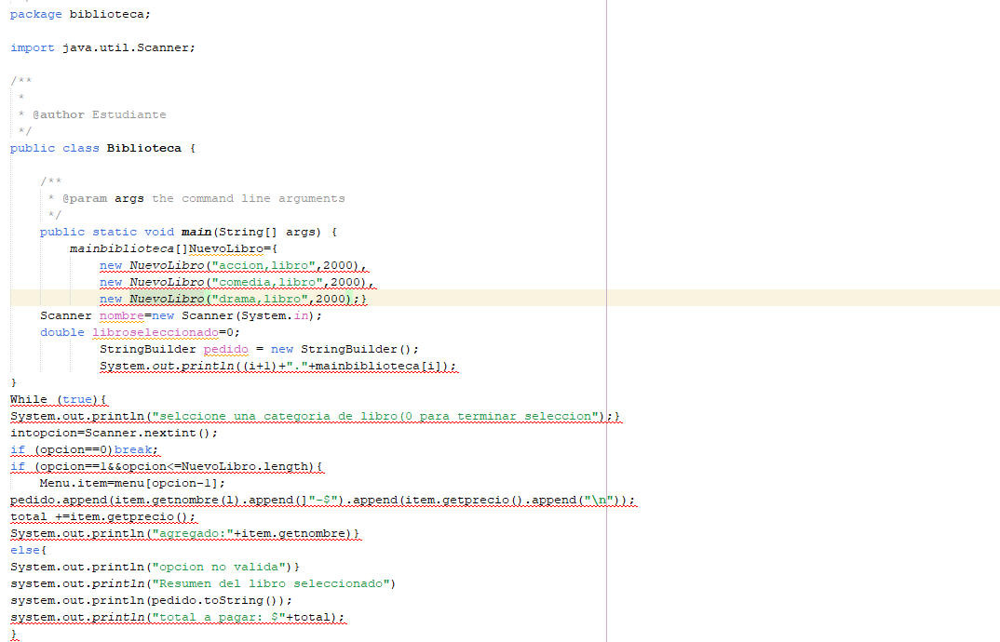 package biblioteca;
import java.util.Scanner;
/**
*
* @author Estudiante
*/
public class Biblioteca {
/**
* @param args the command line arguments
*/
public static void main(String[] args) {
mainbiblioteca[]NuevoLibro={
new NuevoLibro("accion,libro",2000),
new NuevoLibro("comedia,libro",2000),
new NuevoLibro("drama,libro",2000);}
Scanner nombre=new Scanner(System.in);
double libroseleccionado=0;
StringBuilder pedido = new StringBuilder();
System.out.println((i+1)+"."+mainbiblioteca[i]);
}
While (true){
System.out.println("selccione una categoria de libro(0 para terminar seleccion");}
intopcion=Scanner.nextint();
if (opcion==0)break;
if (opcion==1&&opcion<=NuevoLibro.length){
Menu.item=menu[opcion-1];
pedido.append(item.getnombre(l).append(]"-$").append(item.getprecio().append("\n"));
total +=item.getprecio();
System.out.println("agregado:"+item.getnombre)}
else{
System.out.println("opcion no valida")}
system.out.println("Resumen del libro seleccionado")
system.out.println(pedido.toString());
system.out.println("total a pagar: $"+total);
}